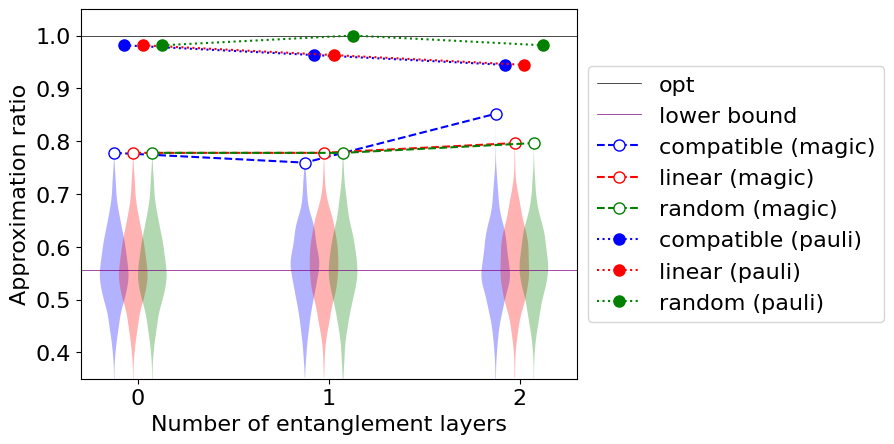 1.0
0.9
0.8
0.7
0.6
0.5
0.4
Approximation ratio
0 1 2
Number of entanglement layers
opt
lower bound
compatible (magic)
linear (magic)
random (magic)
compatible (pauli)
linear (pauli)
random (pauli)